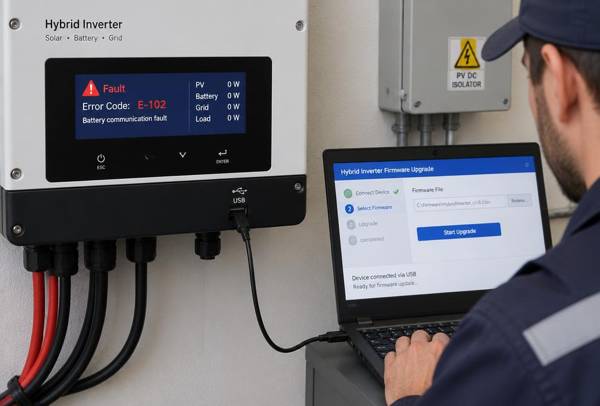 Hybrid Inverter
Solar • Battery • Grid
Fault
Error Code: E-102
Battery communication fault
PV 0 W
Battery 0 W
Grid 0 W
Load 0 W
ESC
ENTER
USB
PV DC
ISOLATOR
Hybrid Inverter Firmware Upgrade
Connect Device
2 Select Firmware
Upgrade
Firmware File
Browse...
Start Upgrade
Device connected via USB
Ready for firmware update...